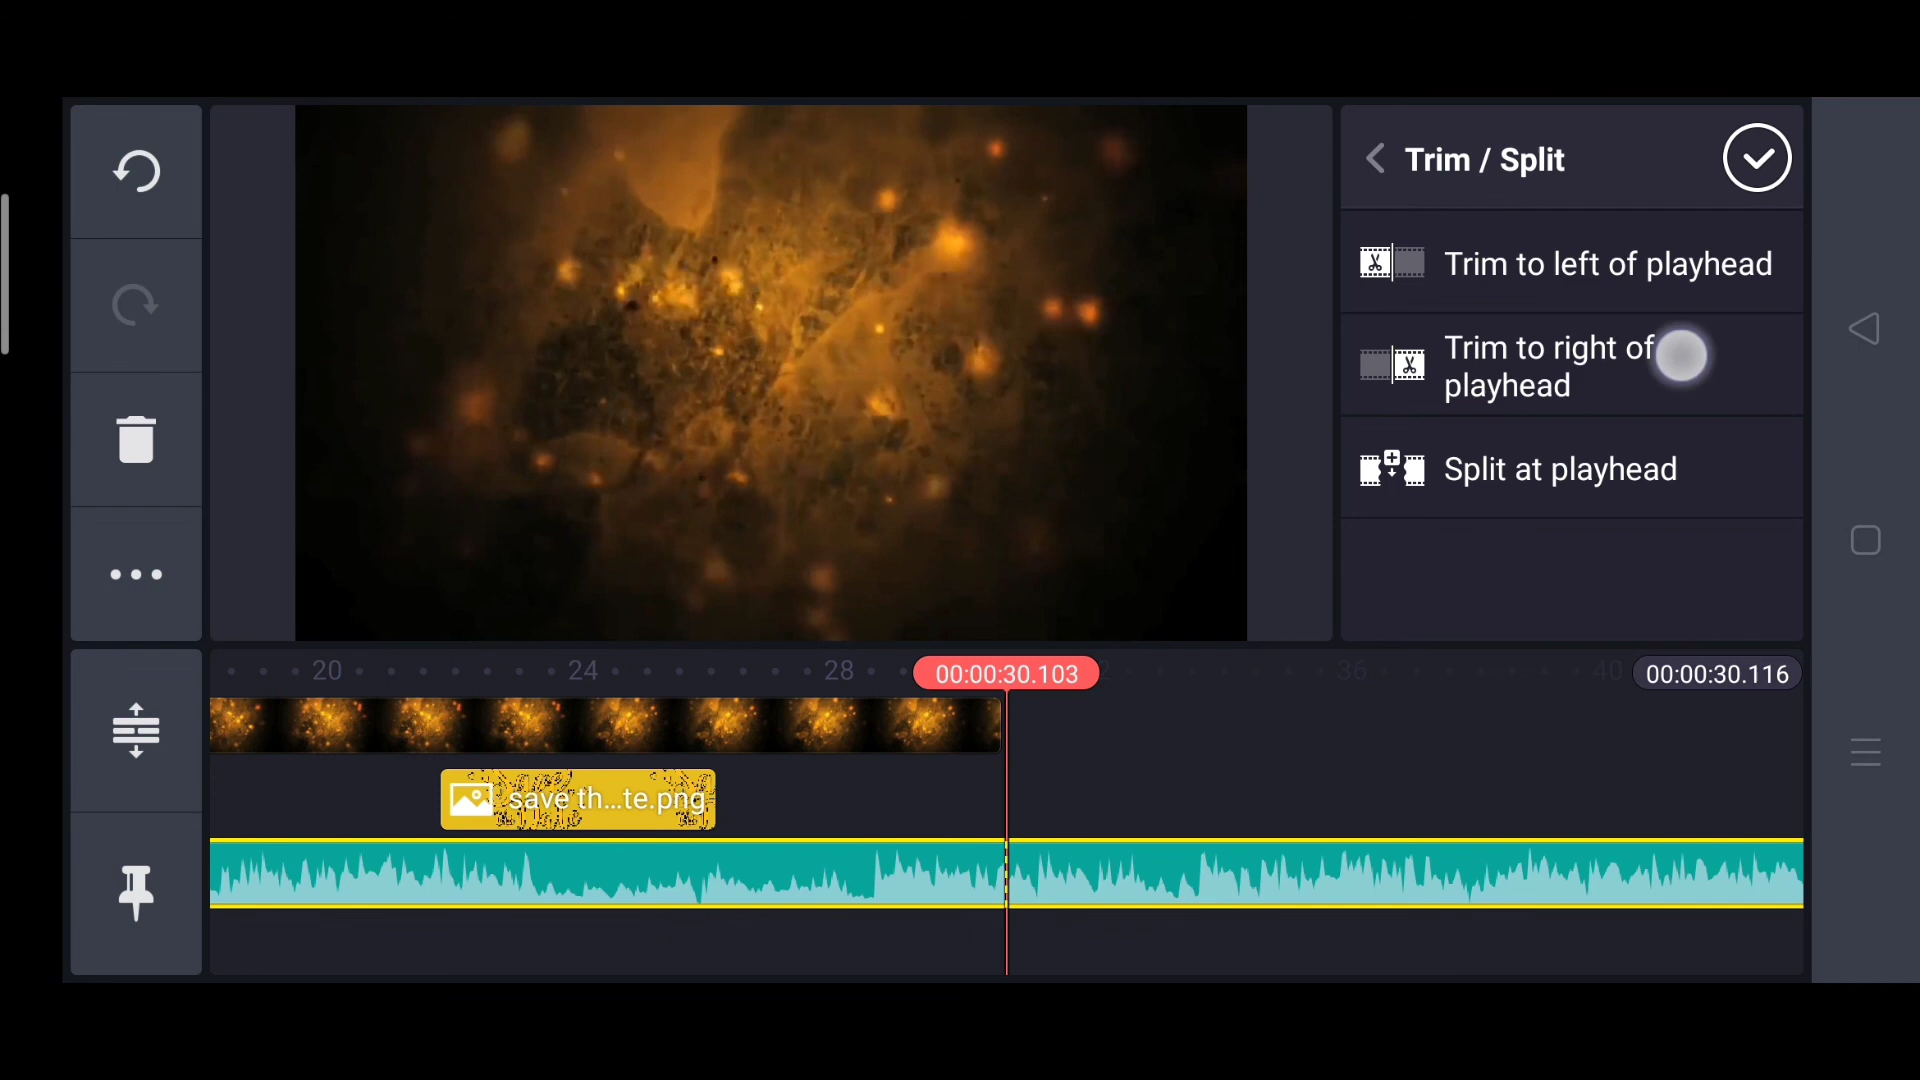 Trim / Split
Trim to left of playhead
Trim to right of
playhead
Split at playhead
20
24
28
00:00:30.103
36
40
00:00:30.116
save th...te.png